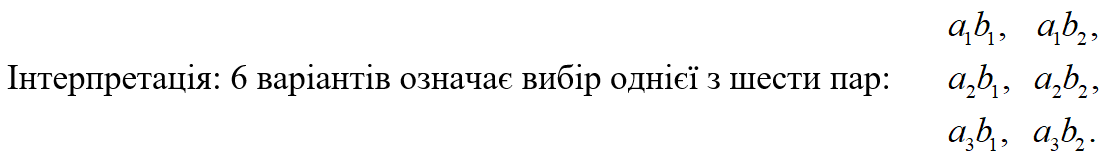 a₁b₁, a₁b₂,
Інтерпретація: 6 варіантів означає вибір однієї з шести пар: a₂b₁, a₂b₂,
a₃b₁, a₃b₂.